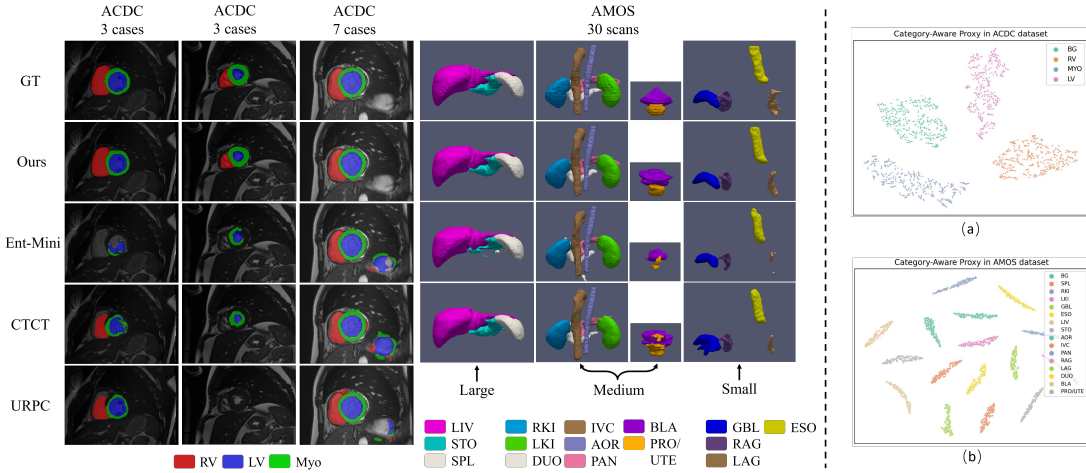 ACDC
3 cases
ACDC
3 cases
ACDC
7 cases
AMOS
30 scans
GT
Ours
Ent-Mini
CTCT
URPC
Large
Medium
Small
RV
LV
Myo
LIV
STO
SPL
RKI
LKI
DUO
IVC
AOR
PAN
BLA
PRO/
UTE
GBL
RAG
LAG
ESO
Category-Aware Proxy in ACDC dataset
BG
RV
MYO
LV
(a)
Category-Aware Proxy in AMOS dataset
BG
SPL
RKI
LKI
GBL
ESO
LIV
STO
AOR
IVC
PAN
RAG
LAG
DUO
BLA
PRO/UTE
(b)